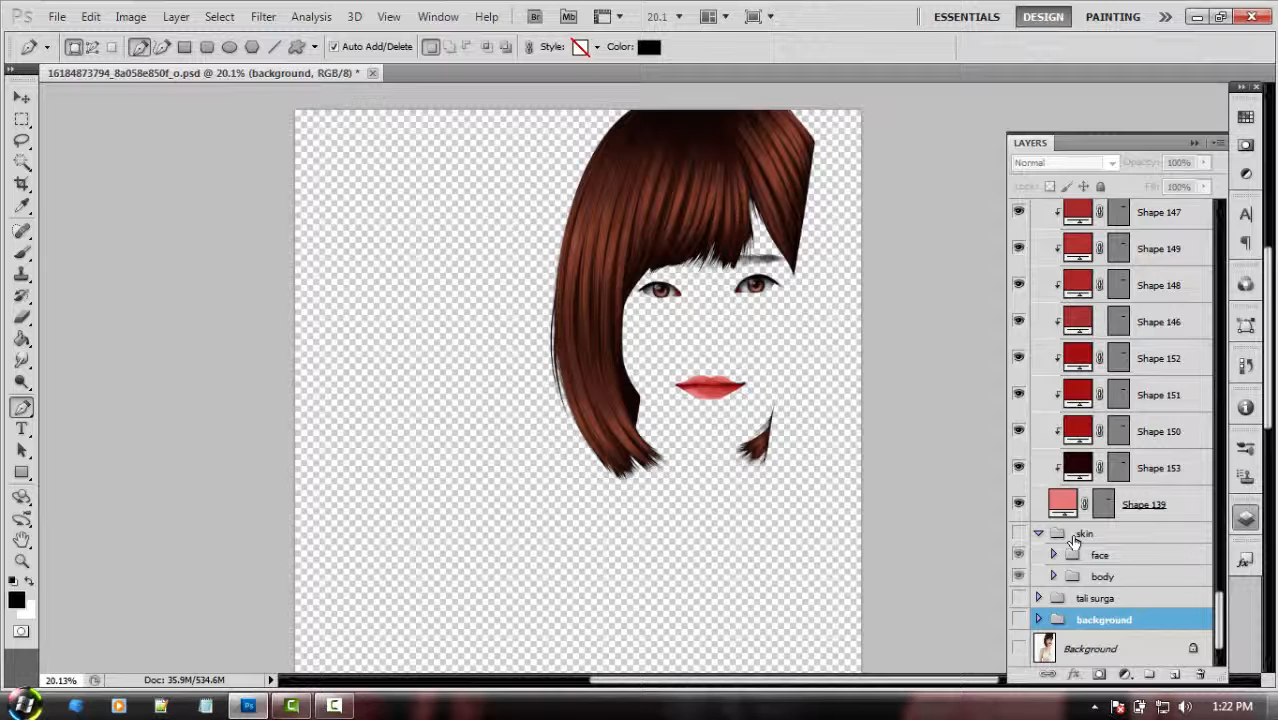 Ps File Edit Image Layer Select Filter Analysis 3D View Window Help Br Mb 20.1 ESSENTIALS DESIGN PAINTING
Auto Add/Delete Style: Color:
16184873794_8a058e850f_o.psd @ 20.1% (background, RGB/8) *
LAYERS
Normal Opacity: 100%
Lock: Fill: 100%
Shape 147
Shape 149
Shape 148
Shape 146
Shape 152
Shape 151
Shape 150
Shape 153
Shape 139
skin
face
body
tali surga
background
Background
20.13% Doc: 35.9M/534.6M
Ps 1:22 PM